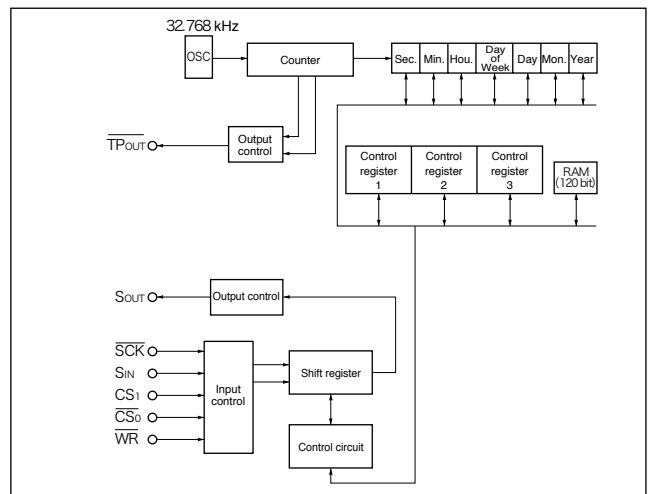 32.768 kHz
OSC
Counter
Sec. Min. Hou. Day of Week Day Mon. Year
TPOUT
Output control
Control register 1
Control register 2
Control register 3
RAM (120 bit)
SOUT
Output control
SCK
SIN
CS1
CS0
WR
Input control
Shift register
Control circuit